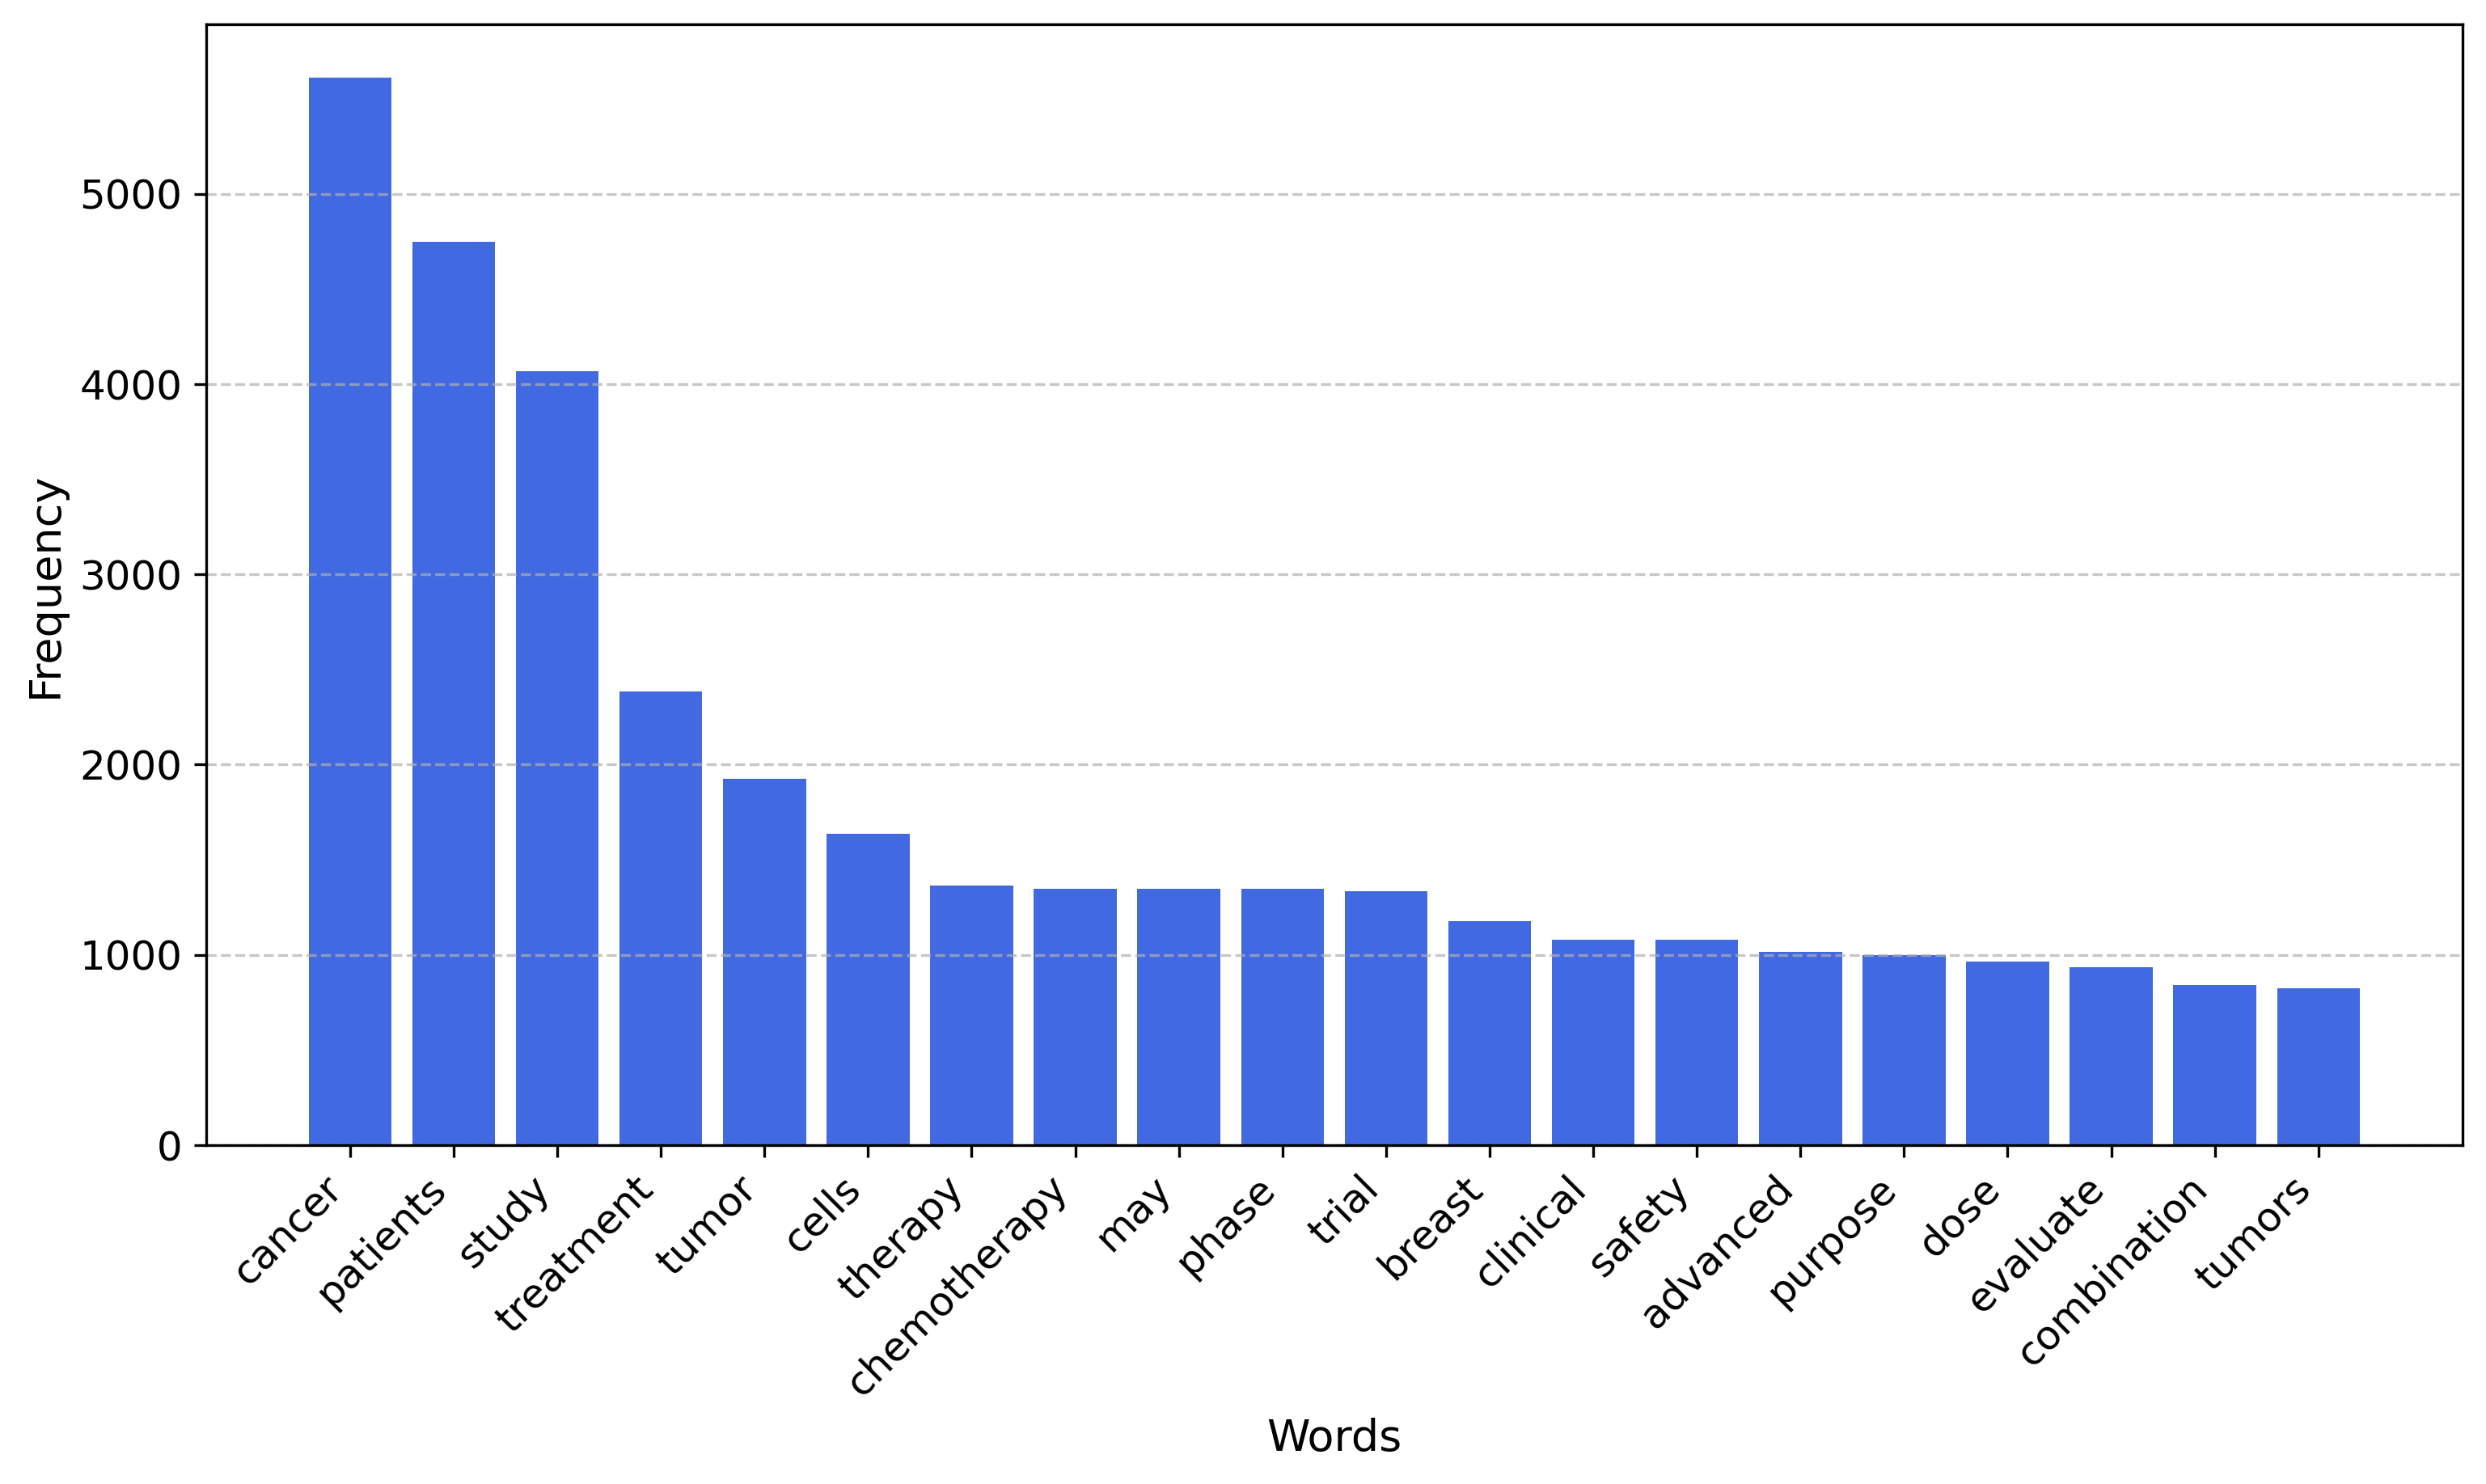 Frequency
5000
4000
3000
2000
1000
0
cancer
patients
study
treatment
tumor
cells
therapy
chemotherapy
may
phase
trial
breast
clinical
safety
advanced
purpose
dose
evaluate
combination
tumors
Words